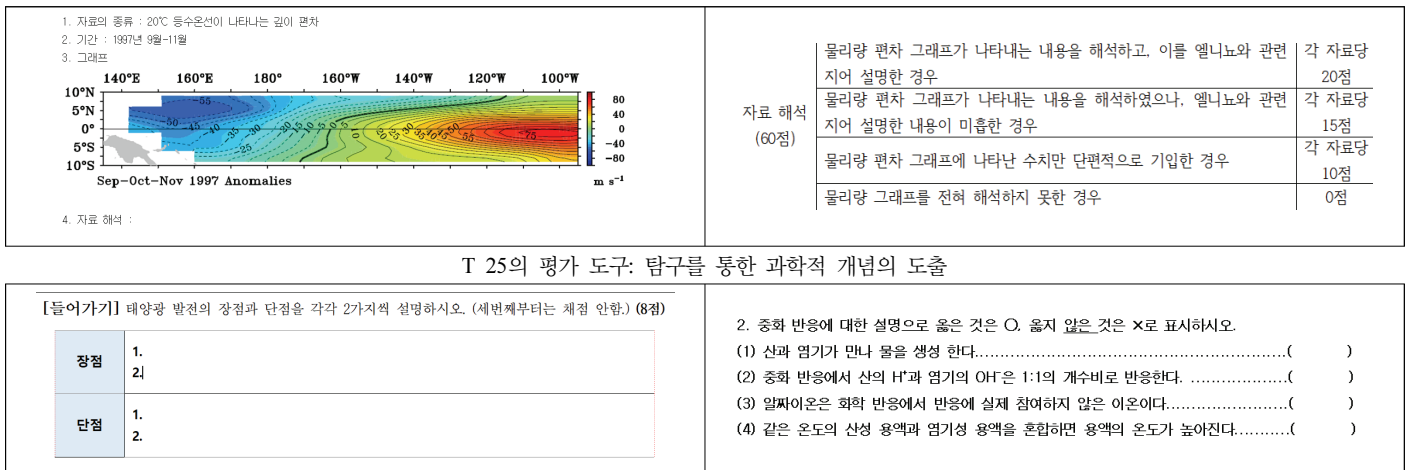 1. 자료의 종류 : 20℃ 등수온선이 나타나는 깊이 편차
2. 기간 : 1997년 9월-11월
3. 그래프
140°E 160°E 180° 160°W 140°W 120°W 100°W
10°N
5°N
0°
5°S
10°S
80
40
0
-40
-80
Sep-Oct-Nov 1997 Anomalies m s⁻¹
4. 자료 해석 :
자료 해석
(60점)
물리량 편차 그래프가 나타내는 내용을 해석하고, 이를 엘니뇨와 관련 각 자료당
지어 설명한 경우 20점
물리량 편차 그래프가 나타내는 내용을 해석하였으나, 엘니뇨와 관련 각 자료당
지어 설명한 내용이 미흡한 경우 15점
물리량 편차 그래프에 나타난 수치만 단편적으로 기입한 경우 각 자료당
10점
물리량 그래프를 전혀 해석하지 못한 경우 0점
T 25의 평가 도구: 탐구를 통한 과학적 개념의 도출
[들어가기] 태양광 발전의 장점과 단점을 각각 2가지씩 설명하시오. (세번째부터는 채점 안함.) (8점)
장점
1.
2.
단점
1.
2.
2. 중화 반응에 대한 설명으로 옳은 것은 ○, 옳지 않은 것은 ×로 표시하시오.
(1) 산과 염기가 만나 물을 생성 한다.............................................................( )
(2) 중화 반응에서 산의 H⁺과 염기의 OH⁻은 1:1의 개수비로 반응한다. ...................( )
(3) 알짜이온은 화학 반응에서 반응에 실제 참여하지 않은 이온이다........................( )
(4) 같은 온도의 산성 용액과 염기성 용액을 혼합하면 용액의 온도가 높아진다...........( )